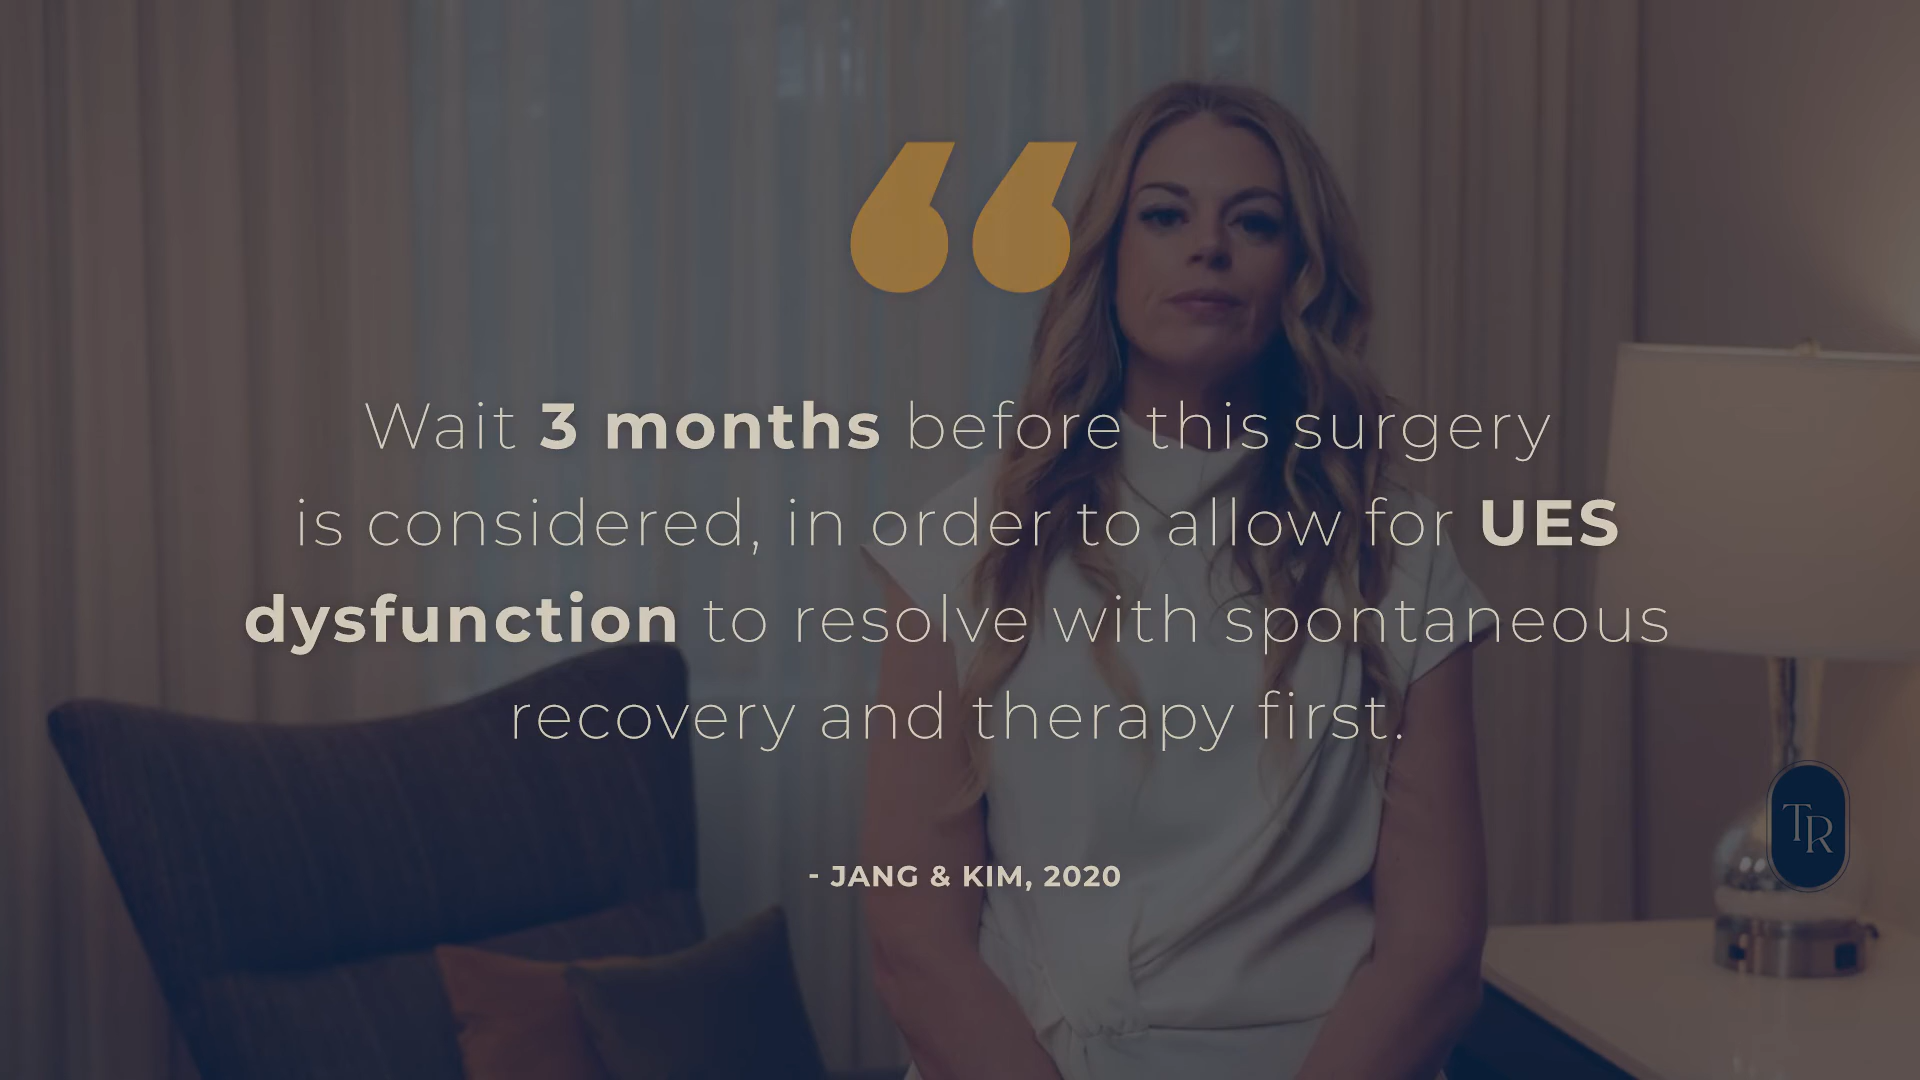 “
Wait 3 months before this surgery
is considered, in order to allow for UES
dysfunction to resolve with spontaneous
recovery and therapy first.
- JANG & KIM, 2020
TR